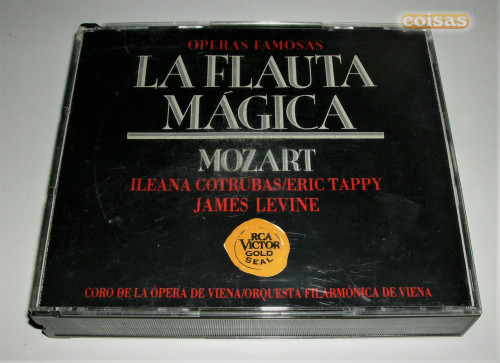 coisas
OPERAS FAMOSAS
LA FLAUTA
MÁGICA
MOZART
ILEANA COTRUBAS/ERIC TAPPY
JAMES LEVINE
RCA
VICTOR
GOLD
SEAL
CORO DE LA ÓPERA DE VIENA/ORQUESTA FILARMÓNICA DE VIENA